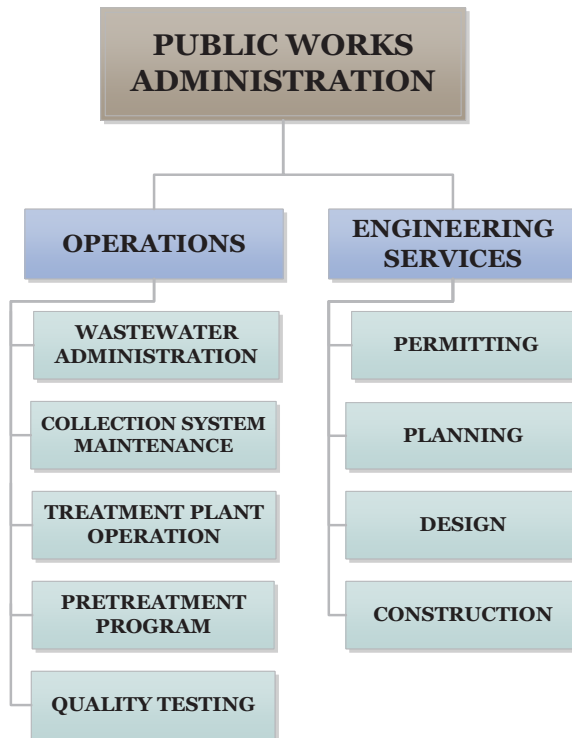 PUBLIC WORKS
ADMINISTRATION
OPERATIONS
WASTEWATER
ADMINISTRATION
COLLECTION SYSTEM
MAINTENANCE
TREATMENT PLANT
OPERATION
PRETREATMENT
PROGRAM
QUALITY TESTING
ENGINEERING
SERVICES
PERMITTING
PLANNING
DESIGN
CONSTRUCTION